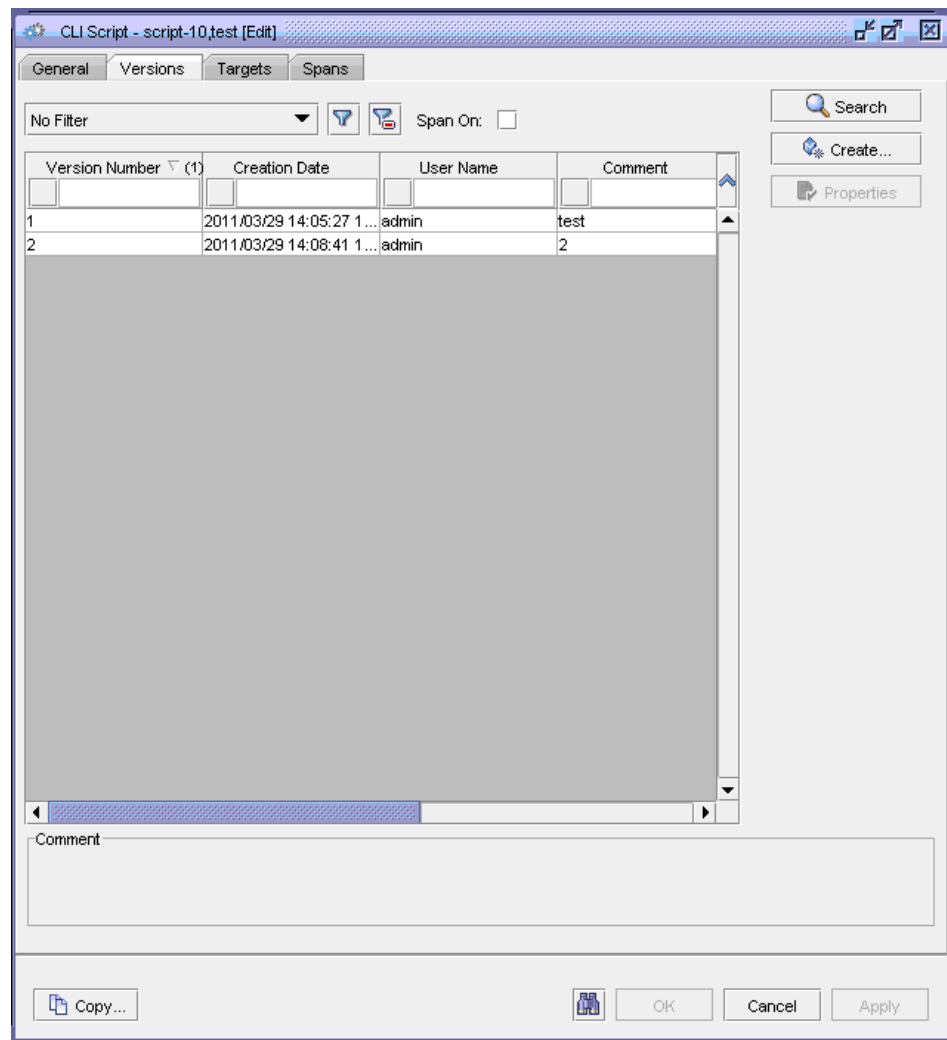 CLI Script - script-10,test [Edit]
General Versions Targets Spans
No Filter Span On: Search
Create...
Properties
Version Number (1) Creation Date User Name Comment
1 2011/03/29 14:05:27 1... admin test
2 2011/03/29 14:08:41 1... admin 2
Comment
Copy... OK Cancel Apply